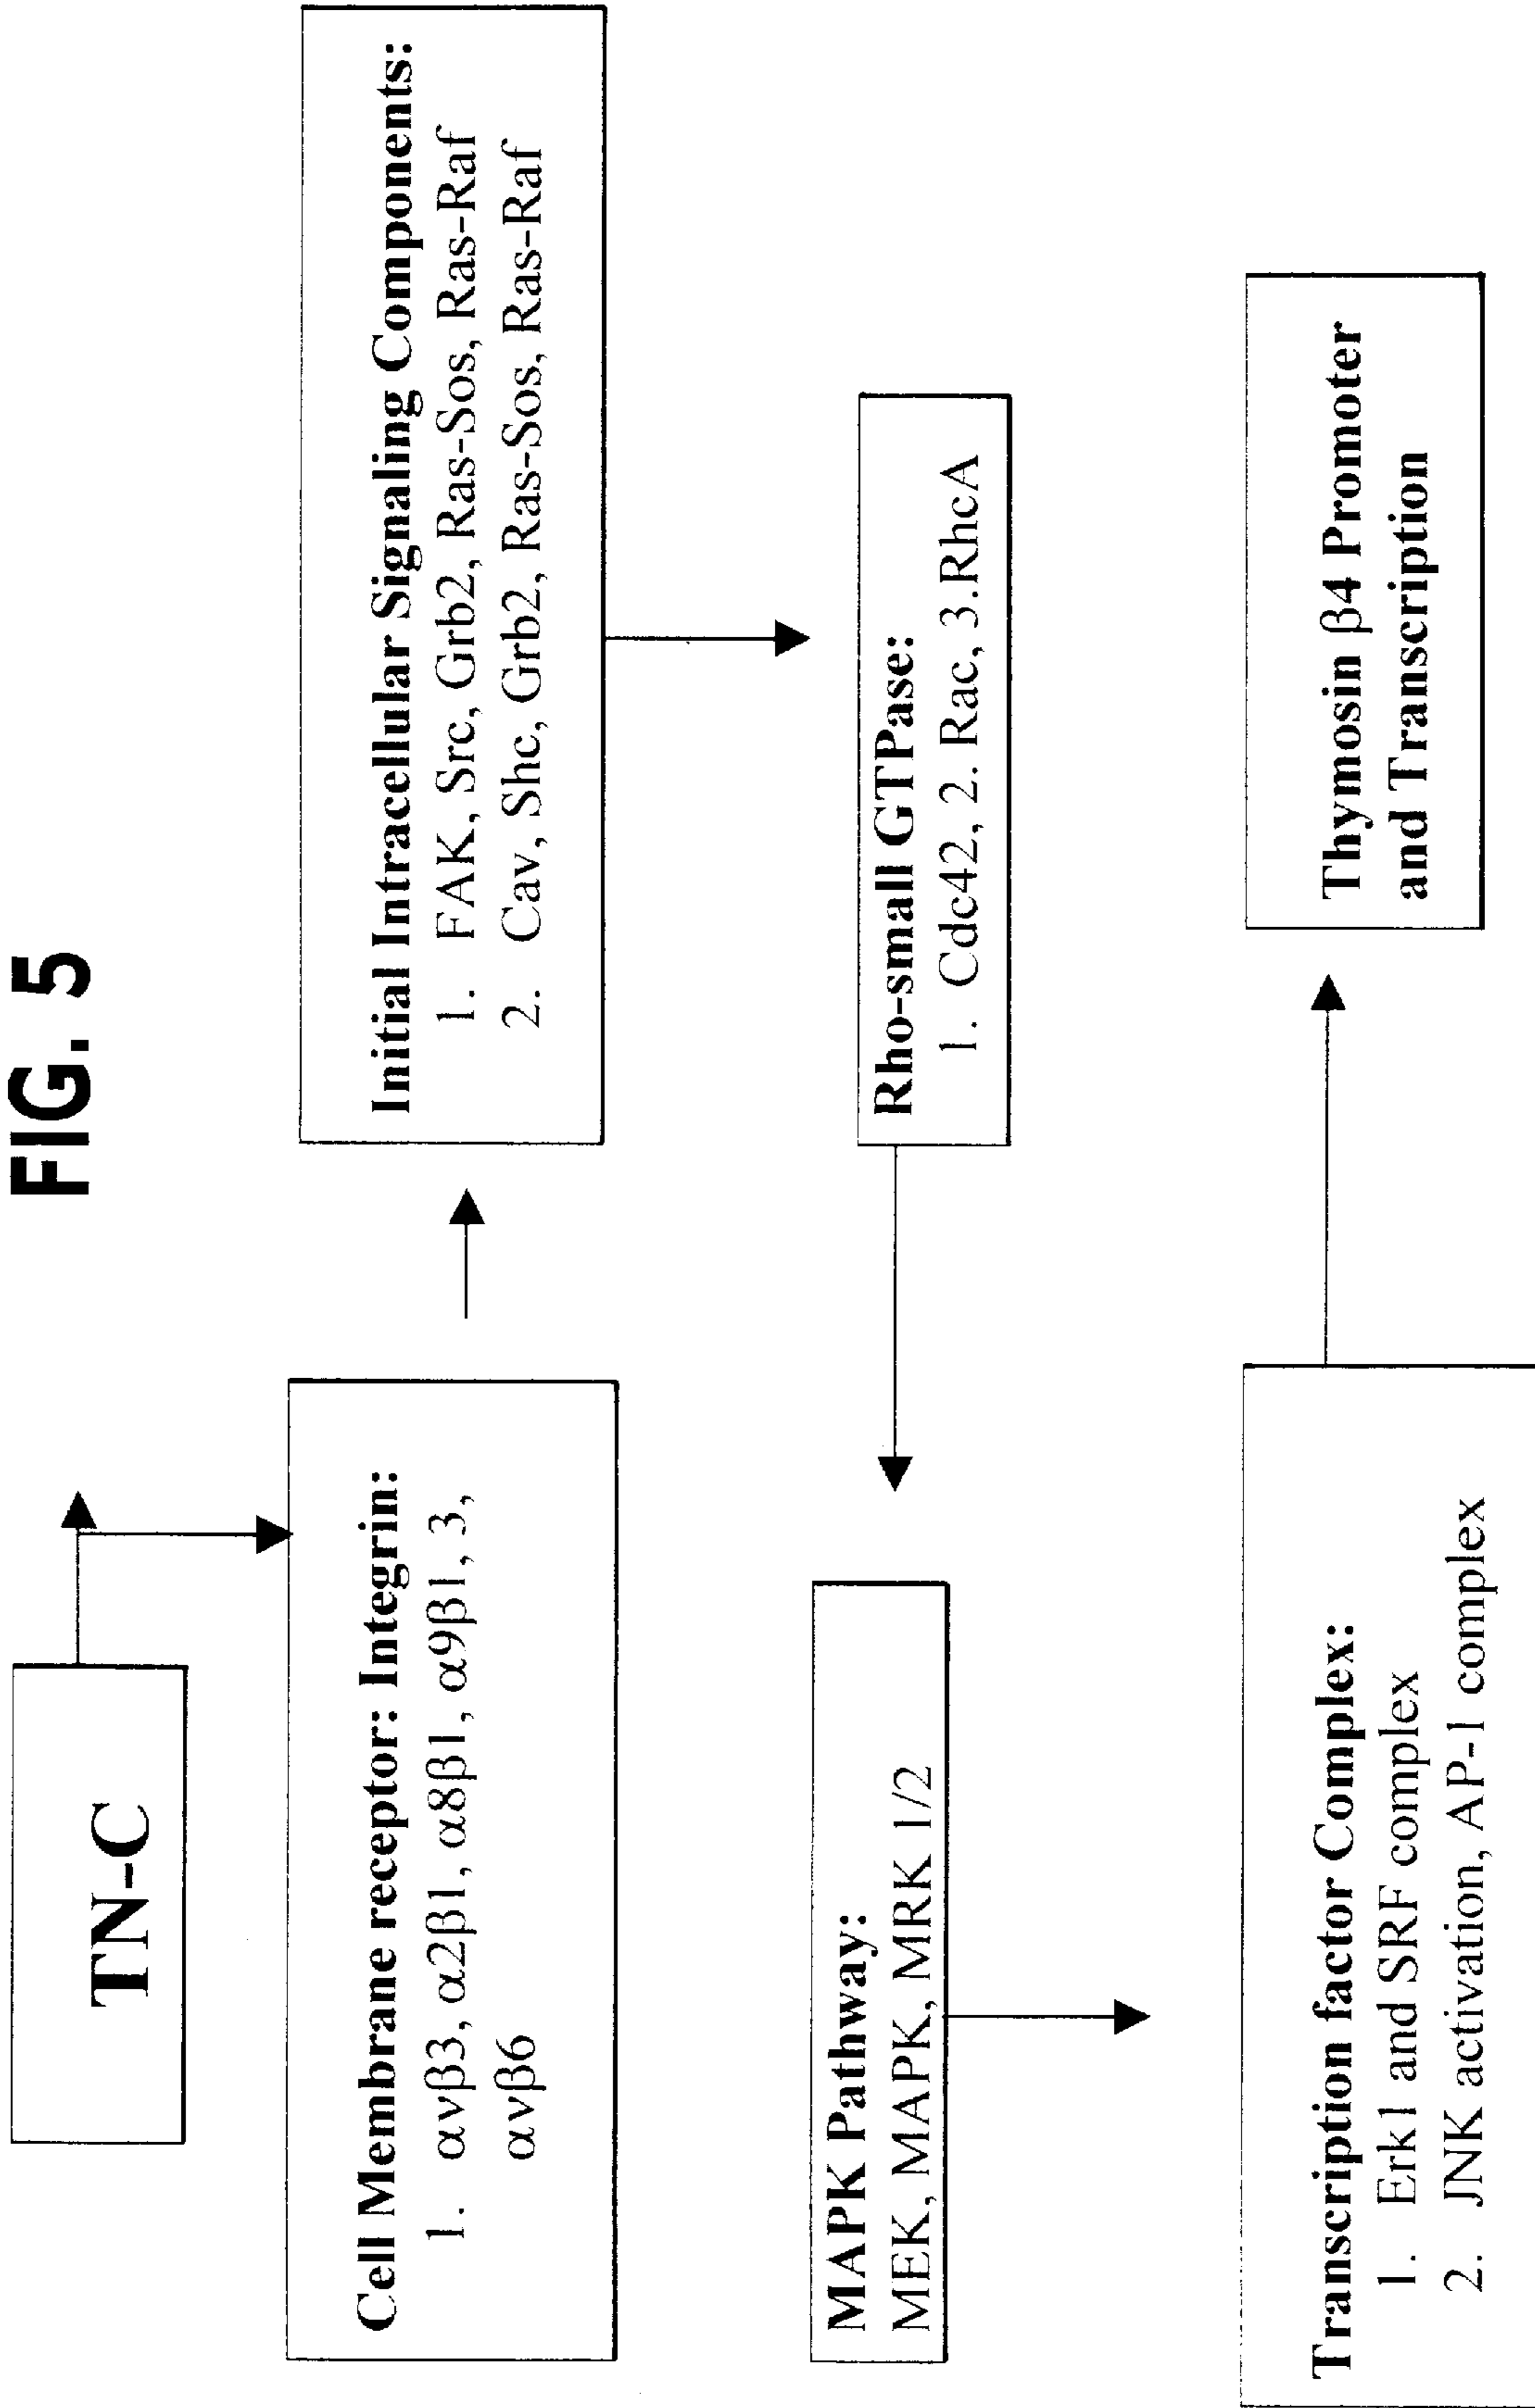 FIG. 5
TN-C
Cell Membrane receptor: Integrin:
1. ανβ3, α2β1, α8β1, α9β1, 3,
ανβ6
Initial Intracellular Signaling Components:
1. FAK, Src, Grb2, Ras-Sos, Ras-Raf
2. Cav, Shc, Grb2, Ras-Sos, Ras-Raf
Rho-small GTPase:
1. Cdc42, 2. Rac, 3.RhcA
MAPK Pathway:
MEK, MAPK, MRK 1/2
Transcription factor Complex:
1. Erk1 and SRF complex
2. JNK activation, AP-1 complex
Thymosin β4 Promoter
and Transcription